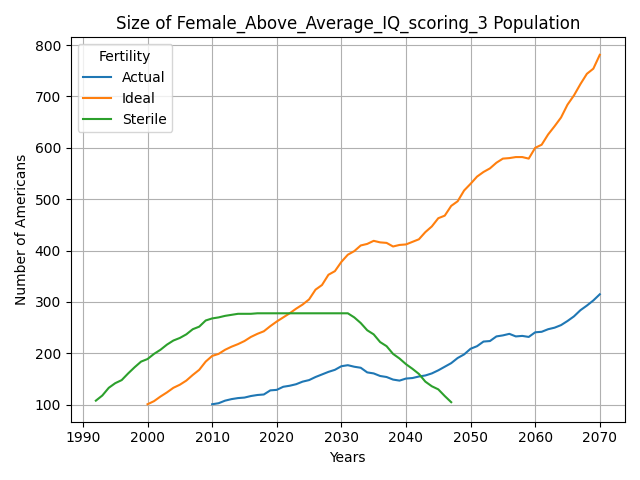 Size of Female_Above_Average_IQ_scoring_3 Population
Number of Americans
800
700
600
500
400
300
200
100
Fertility
Actual
Ideal
Sterile
1990 2000 2010 2020 2030 2040 2050 2060 2070
Years